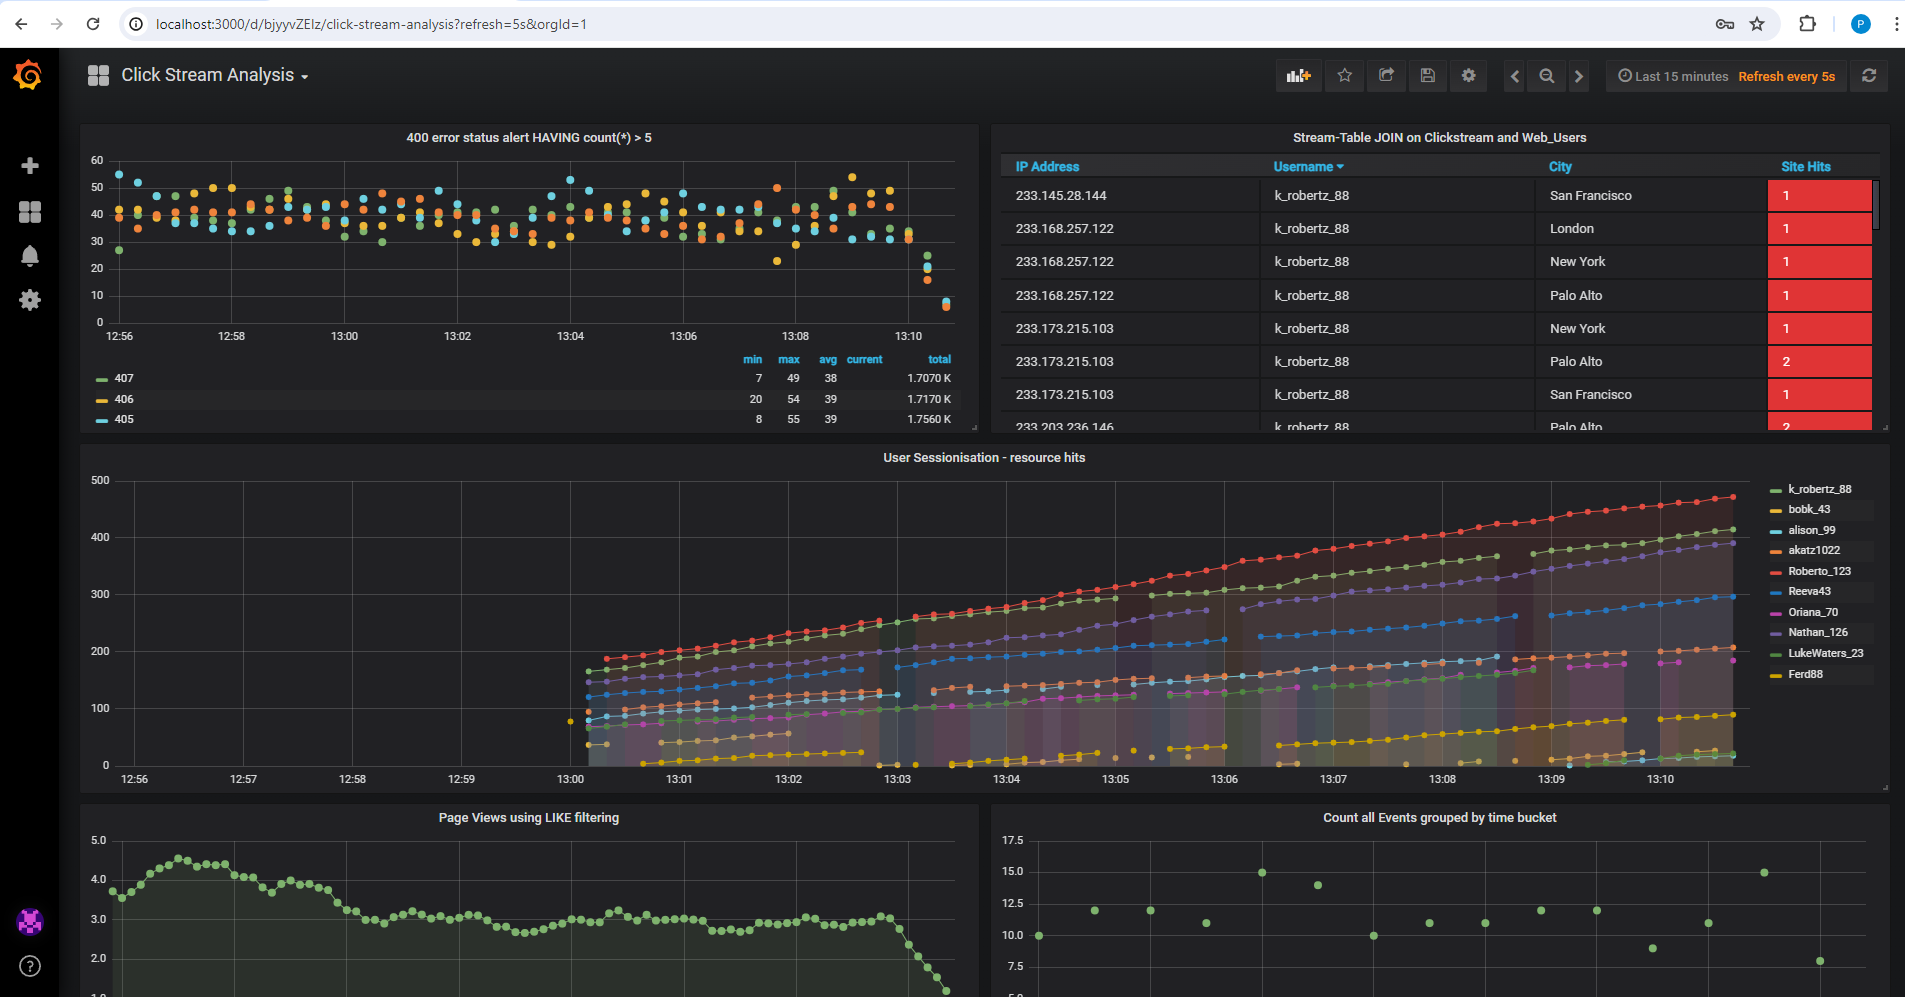 localhost:3000/d/bjyyvZEIz/click-stream-analysis?refresh=5s&orgId=1
P
Click Stream Analysis
Last 15 minutes Refresh every 5s
400 error status alert HAVING count(*) > 5
60
50
40
30
20
10
0
12:56 12:58 13:00 13:02 13:04 13:06 13:08 13:10
min max avg current total
407 7 49 38 1.7070 K
406 20 54 39 1.7170 K
405 8 55 39 1.7560 K
Stream-Table JOIN on Clickstream and Web_Users
IP Address Username City Site Hits
233.145.28.144 k_robertz_88 San Francisco 1
233.168.257.122 k_robertz_88 London 1
233.168.257.122 k_robertz_88 New York 1
233.168.257.122 k_robertz_88 Palo Alto 1
233.173.215.103 k_robertz_88 New York 1
233.173.215.103 k_robertz_88 Palo Alto 2
233.173.215.103 k_robertz_88 San Francisco 1
233.203.236.146 k_robertz_88 Palo Alto 2
User Sessionisation - resource hits
500
400
300
200
100
0
12:56 12:57 12:58 12:59 13:00 13:01 13:02 13:03 13:04 13:05 13:06 13:07 13:08 13:09 13:10
k_robertz_88
bobk_43
alison_99
akatz1022
Roberto_123
Reeva43
Oriana_70
Nathan_126
LukeWaters_23
Ferd88
Page Views using LIKE filtering
5.0
4.0
3.0
2.0
1.0
Count all Events grouped by time bucket
17.5
15.0
12.5
10.0
7.5
5.0